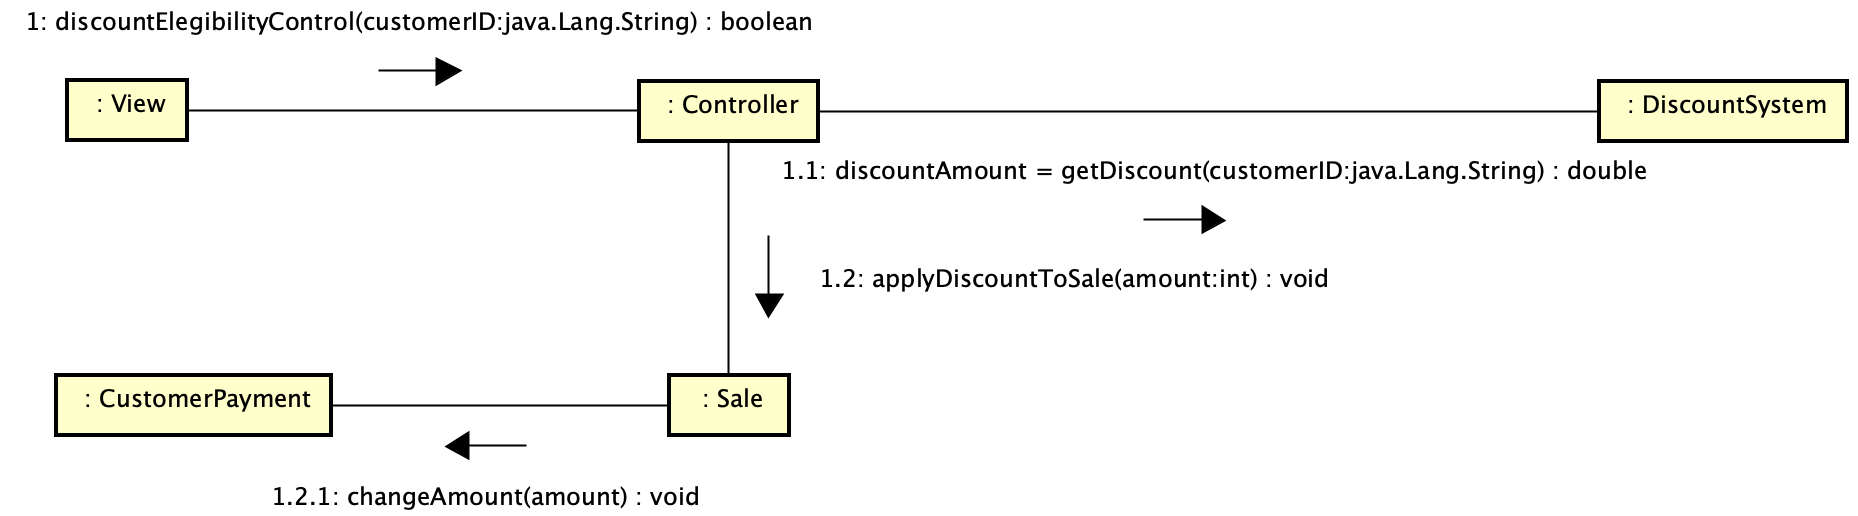 1: discountElegibilityControl(customerID:java.Lang.String) : boolean
: View
: Controller
: DiscountSystem
1.1: discountAmount = getDiscount(customerID:java.Lang.String) : double
1.2: applyDiscountToSale(amount:int) : void
: CustomerPayment
: Sale
1.2.1: changeAmount(amount) : void